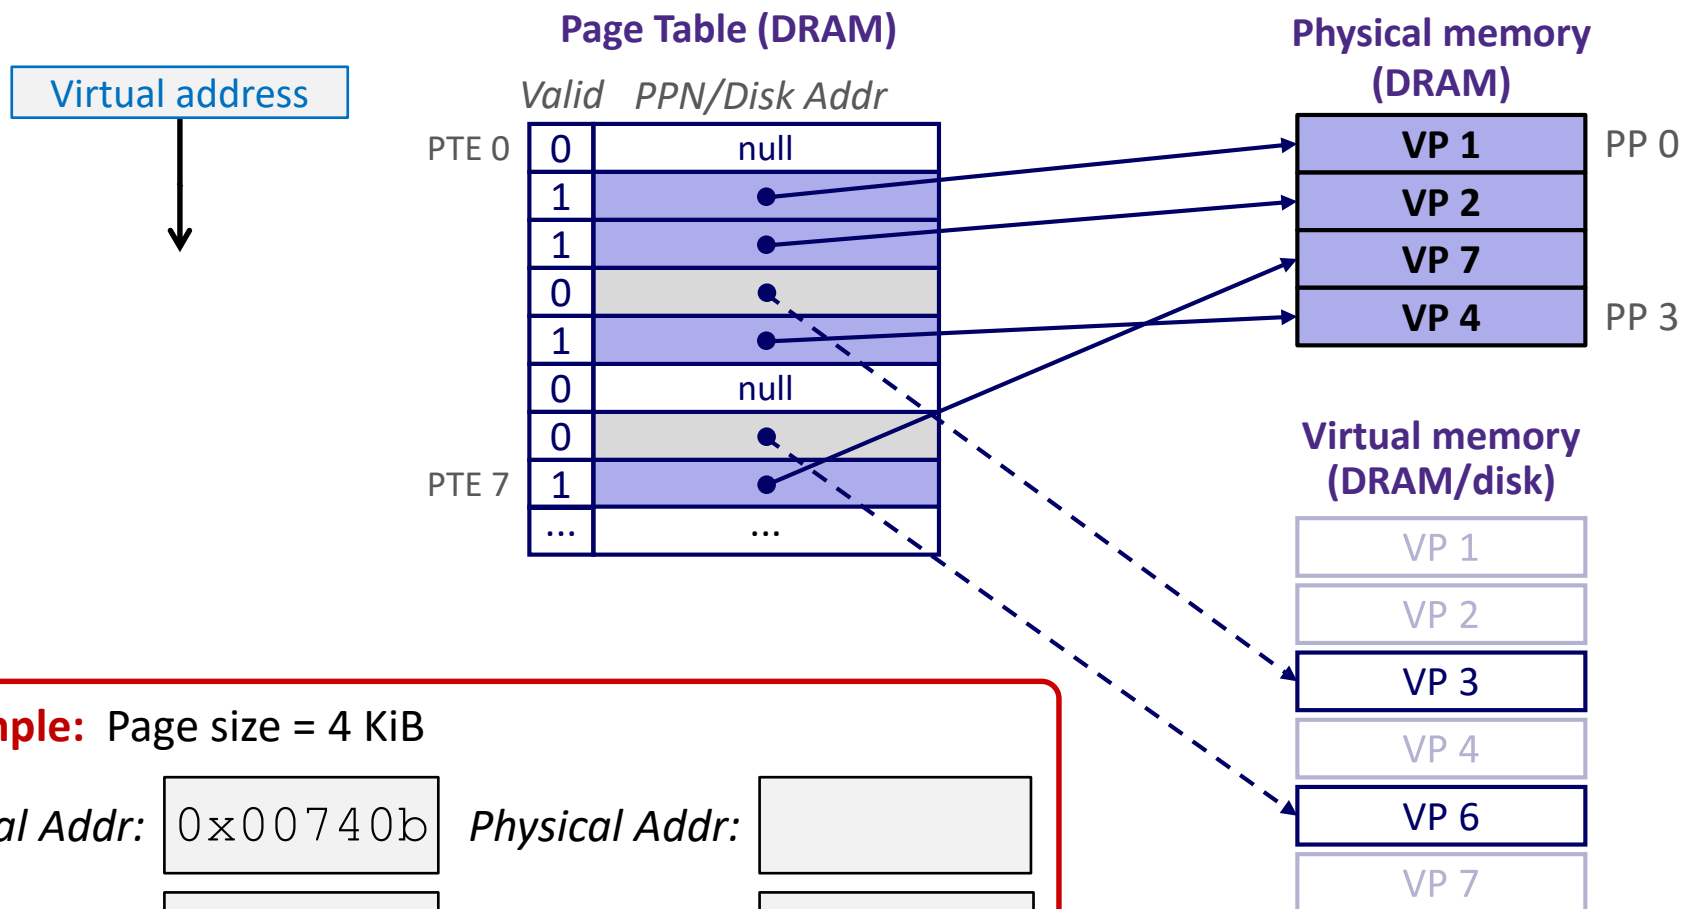 Page Table (DRAM)
Physical memory
(DRAM)
Virtual address
Valid PPN/Disk Addr
PTE 0 0 null
1
1
0
1
0 null
0
PTE 7 1
... ...
VP 1 PP 0
VP 2
VP 7
VP 4 PP 3
Virtual memory
(DRAM/disk)
VP 1
VP 2
VP 3
VP 4
VP 6
VP 7
nple: Page size = 4 KiB
al Addr: 0x00740b Physical Addr: